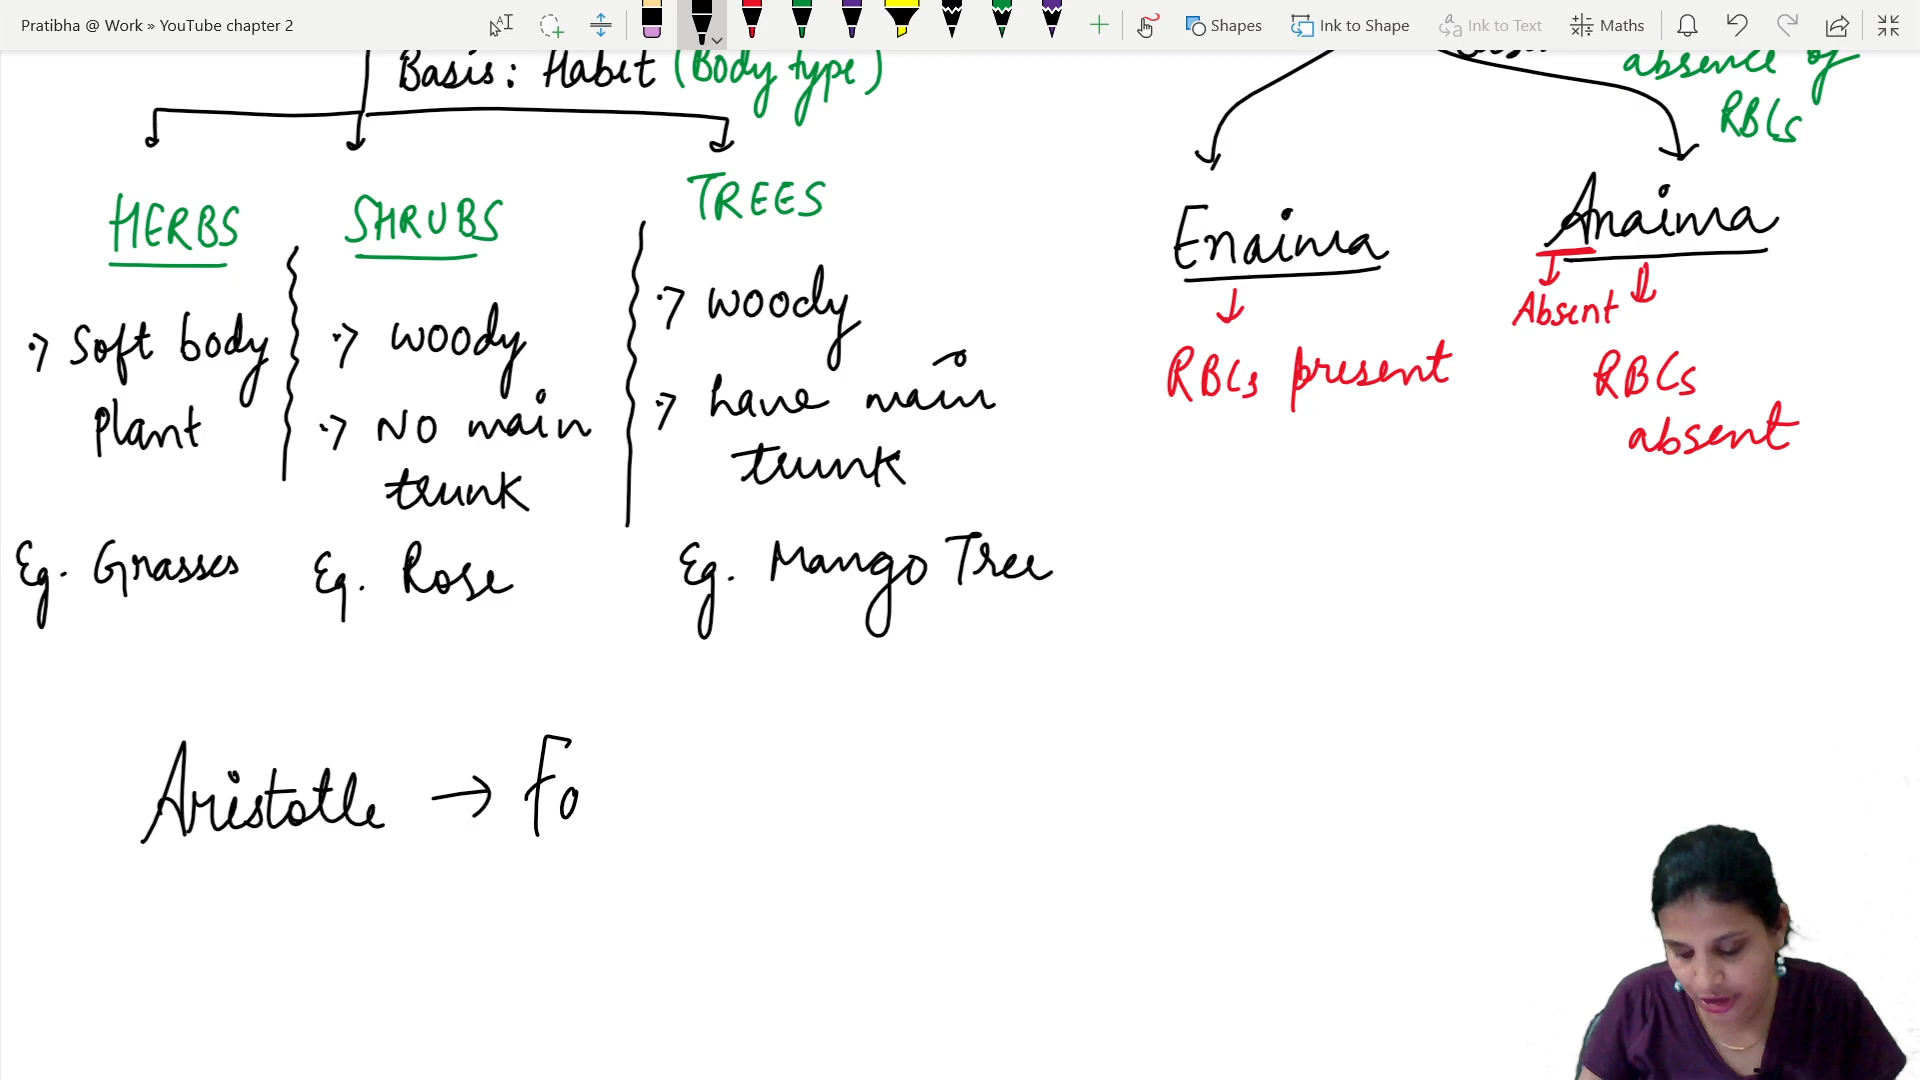 Pratibha @ Work » YouTube chapter 2
Shapes
Ink to Shape
Ink to Text
Maths
Basis: Habit (Body type)
absence of
RBCs
HERBS
SHRUBS
TREES
Enaima
Anaima
Soft body
Plant
woody
No main
trunk
woody
have main
trunk
Absent
RBCs present
RBCs
absent
Eg. Grasses
Eg. Rose
Eg. Mango Tree
Aristotle → Fo